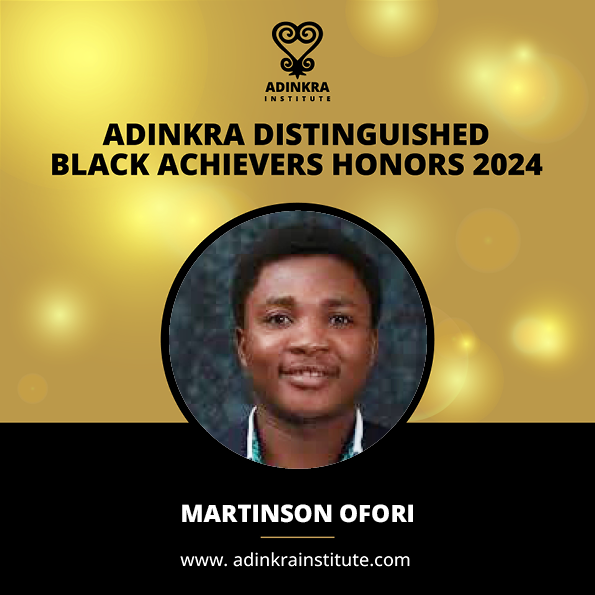 ADINKRA
INSTITUTE
ADINKRA DISTINGUISHED
BLACK ACHIEVERS HONORS 2024
MARTINSON OFORI
www. adinkrainstitute.com